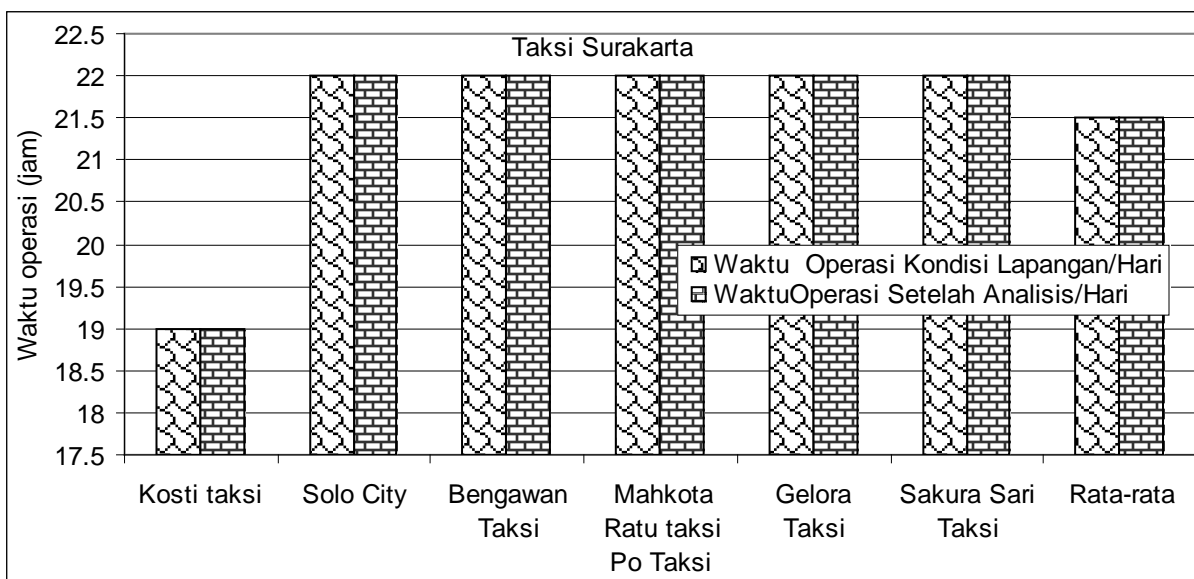 Taksi Surakarta
Waktu operasi (jam)
22.5
22
21.5
21
20.5
20
19.5
19
18.5
18
17.5
Waktu Operasi Kondisi Lapangan/Hari
WaktuOperasi Setelah Analisis/Hari
Kosti taksi
Solo City
Bengawan
Taksi
Mahkota
Ratu taksi
Gelora
Taksi
Sakura Sari
Taksi
Rata-rata
Po Taksi